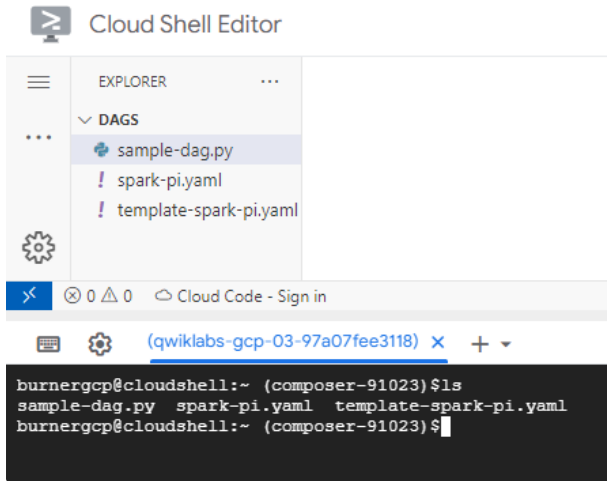 Cloud Shell Editor
EXPLORER ...
DAGS
sample-dag.py
! spark-pi.yaml
! template-spark-pi.yaml
0 0 Cloud Code - Sign in
(qwiklabs-gcp-03-97a07fee3118) × +
burnergcp@cloudshell:~ (composer-91023)$ls
sample-dag.py spark-pi.yaml template-spark-pi.yaml
burnergcp@cloudshell:~ (composer-91023)$